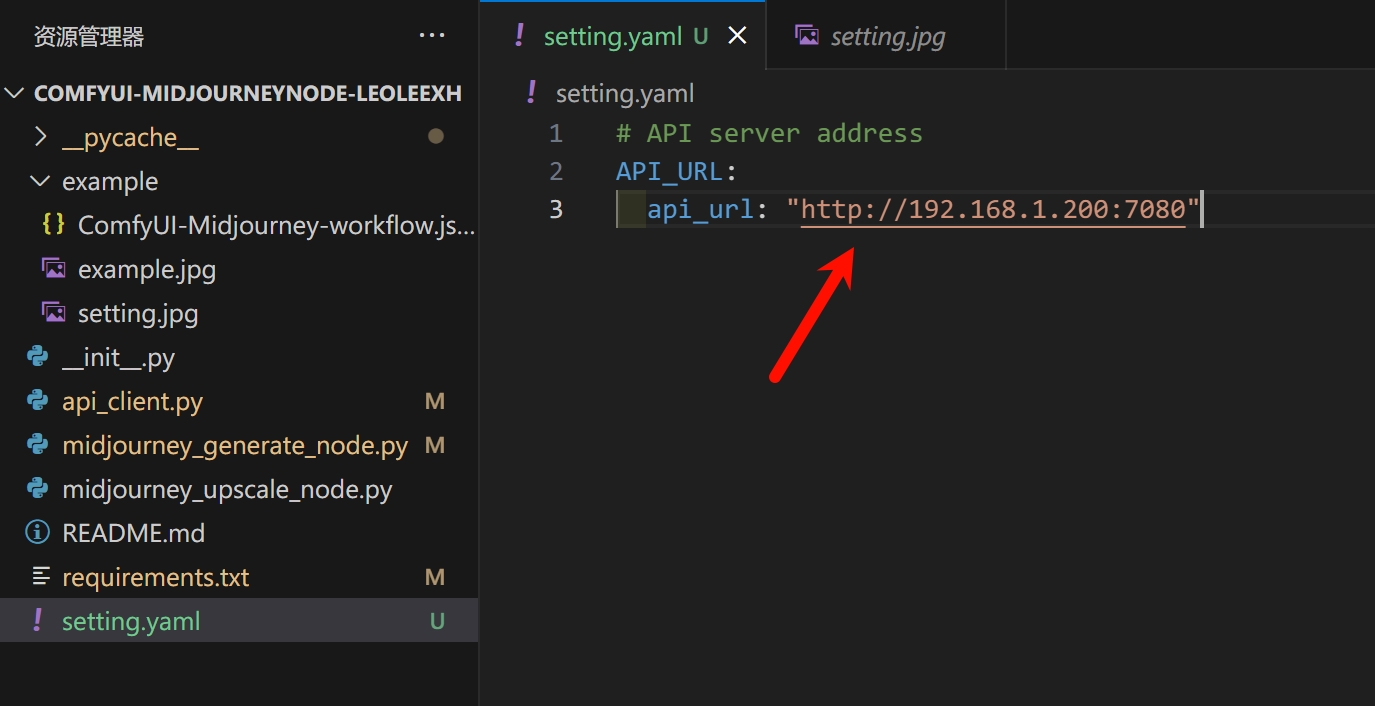 资源管理器 ···
COMFYUI-MIDJOURNEYNODE-LEOLEEXH
__pycache__
example
{} ComfyUI-Midjourney-workflow.js...
example.jpg
setting.jpg
__init__.py
api_client.py M
midjourney_generate_node.py M
midjourney_upscale_node.py
README.md
requirements.txt M
! setting.yaml U
! setting.yaml U ×
setting.jpg
! setting.yaml
1 # API server address
2 API_URL:
3 api_url: "http://192.168.1.200:7080"